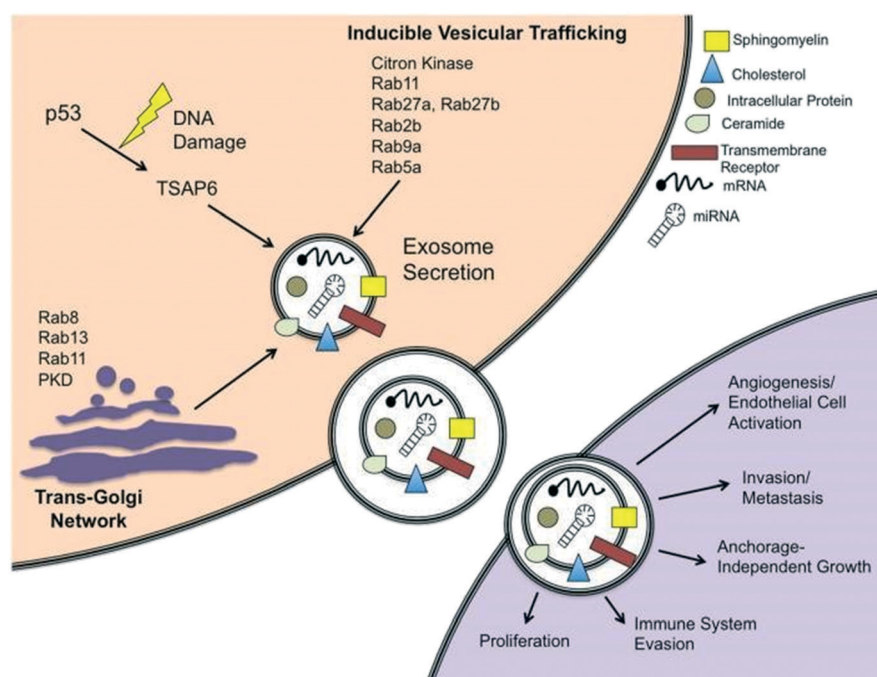 Inducible Vesicular Trafficking
Citron Kinase
Rab11
Rab27a, Rab27b
Rab2b
Rab9a
Rab5a
p53
DNA
Damage
TSAP6
Exosome
Secretion
Rab8
Rab13
Rab11
PKD
Trans-Golgi
Network
Sphingomyelin
Cholesterol
Intracellular Protein
Ceramide
Transmembrane
Receptor
mRNA
miRNA
Angiogenesis/
Endothelial Cell
Activation
Invasion/
Metastasis
Anchorage-
Independent Growth
Immune System
Evasion
Proliferation